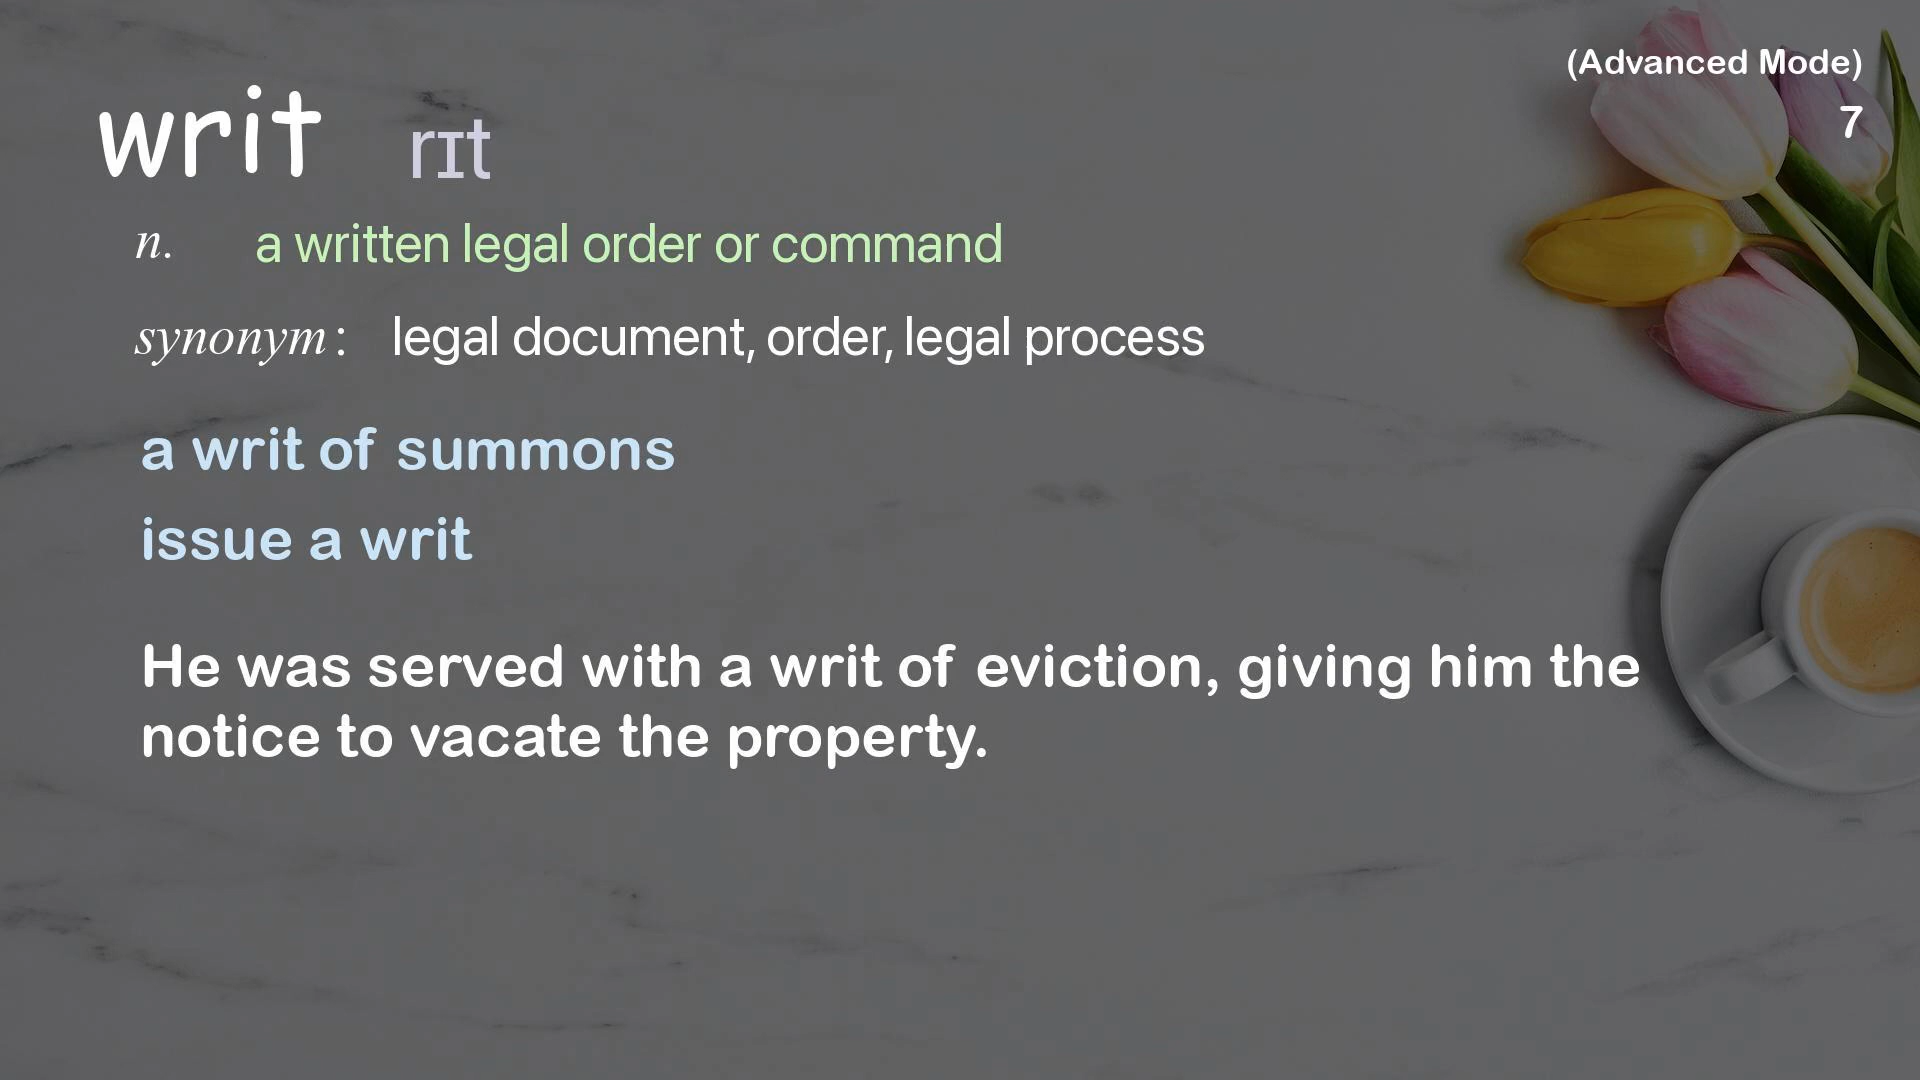 (Advanced Mode)
7
writ rɪt
n. a written legal order or command
synonym: legal document, order, legal process
a writ of summons
issue a writ
He was served with a writ of eviction, giving him the
notice to vacate the property.